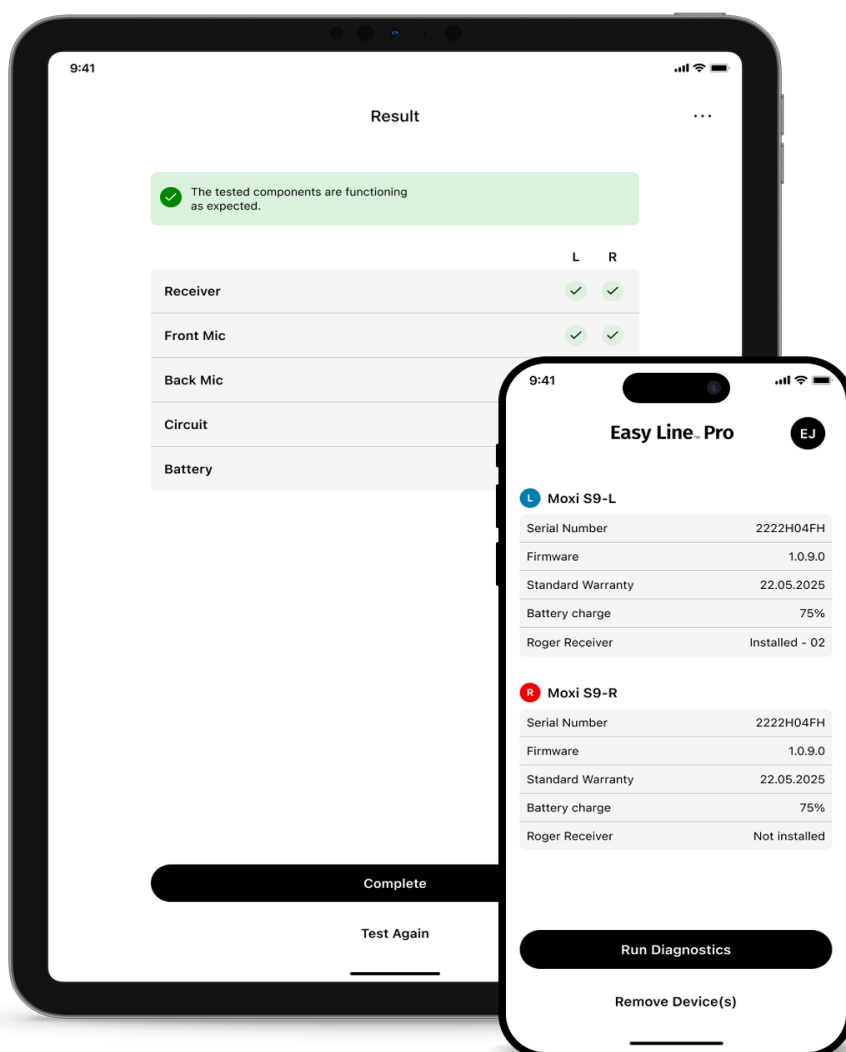 9:41
Result
...
The tested components are functioning
as expected.
L R
Receiver
Front Mic
Back Mic
Circuit
Battery
Complete
Test Again
9:41
Easy Line™ Pro
EJ
L Moxi S9-L
Serial Number 2222H04FH
Firmware 1.0.9.0
Standard Warranty 22.05.2025
Battery charge 75%
Roger Receiver Installed - 02
R Moxi S9-R
Serial Number 2222H04FH
Firmware 1.0.9.0
Standard Warranty 22.05.2025
Battery charge 75%
Roger Receiver Not installed
Run Diagnostics
Remove Device(s)